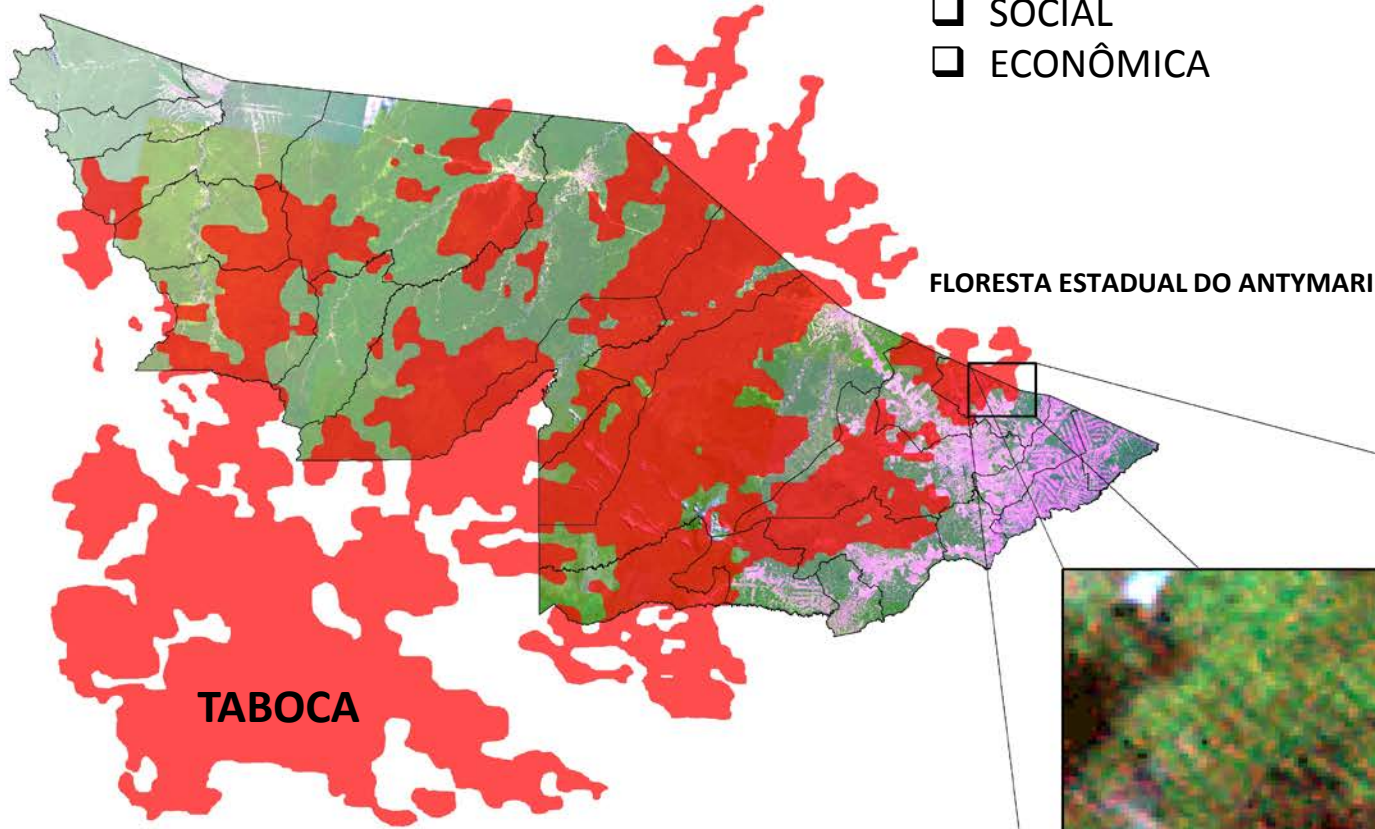 ❑ SOCIAL
❑ ECONÔMICA
FLORESTA ESTADUAL DO ANTYMARI
TABOCA